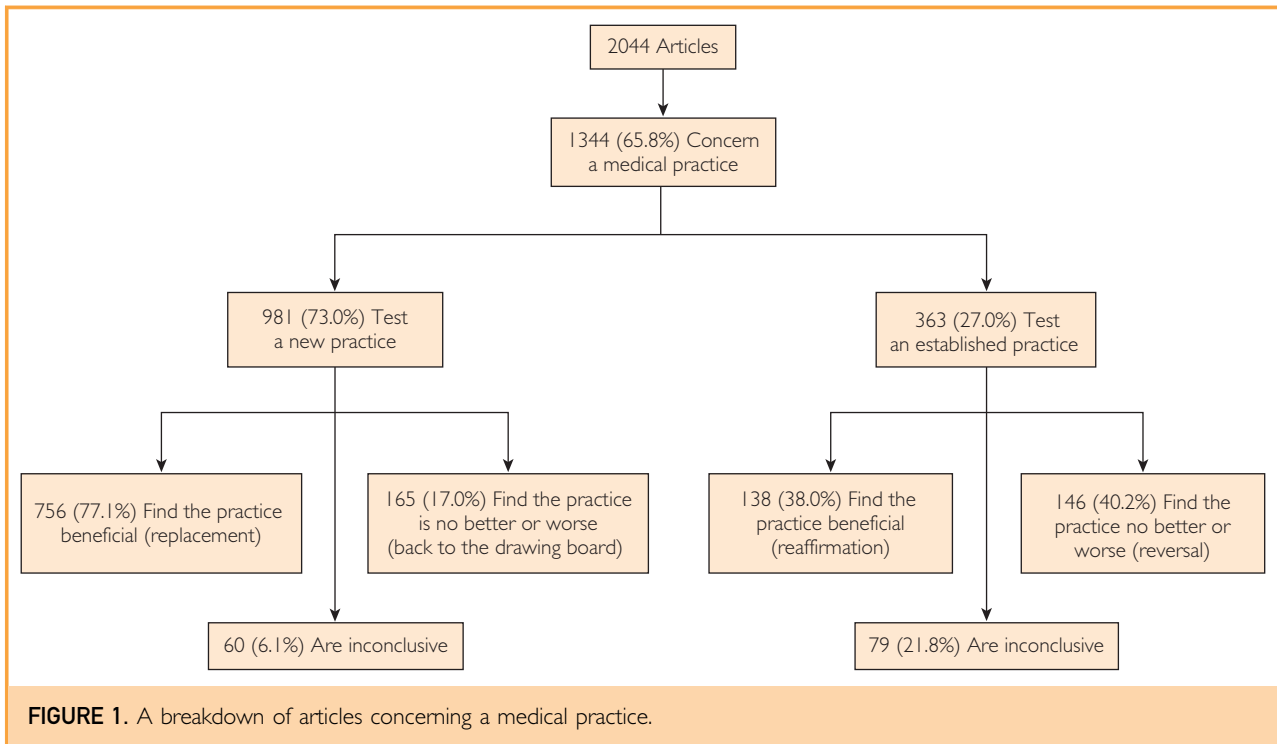 2044 Articles
1344 (65.8%) Concern
a medical practice
981 (73.0%) Test
a new practice
363 (27.0%) Test
an established practice
756 (77.1%) Find the practice
beneficial (replacement)
165 (17.0%) Find the practice
is no better or worse
(back to the drawing board)
138 (38.0%) Find the
practice beneficial
(reaffirmation)
146 (40.2%) Find the
practice no better or
worse (reversal)
60 (6.1%) Are inconclusive
79 (21.8%) Are inconclusive
FIGURE 1. A breakdown of articles concerning a medical practice.